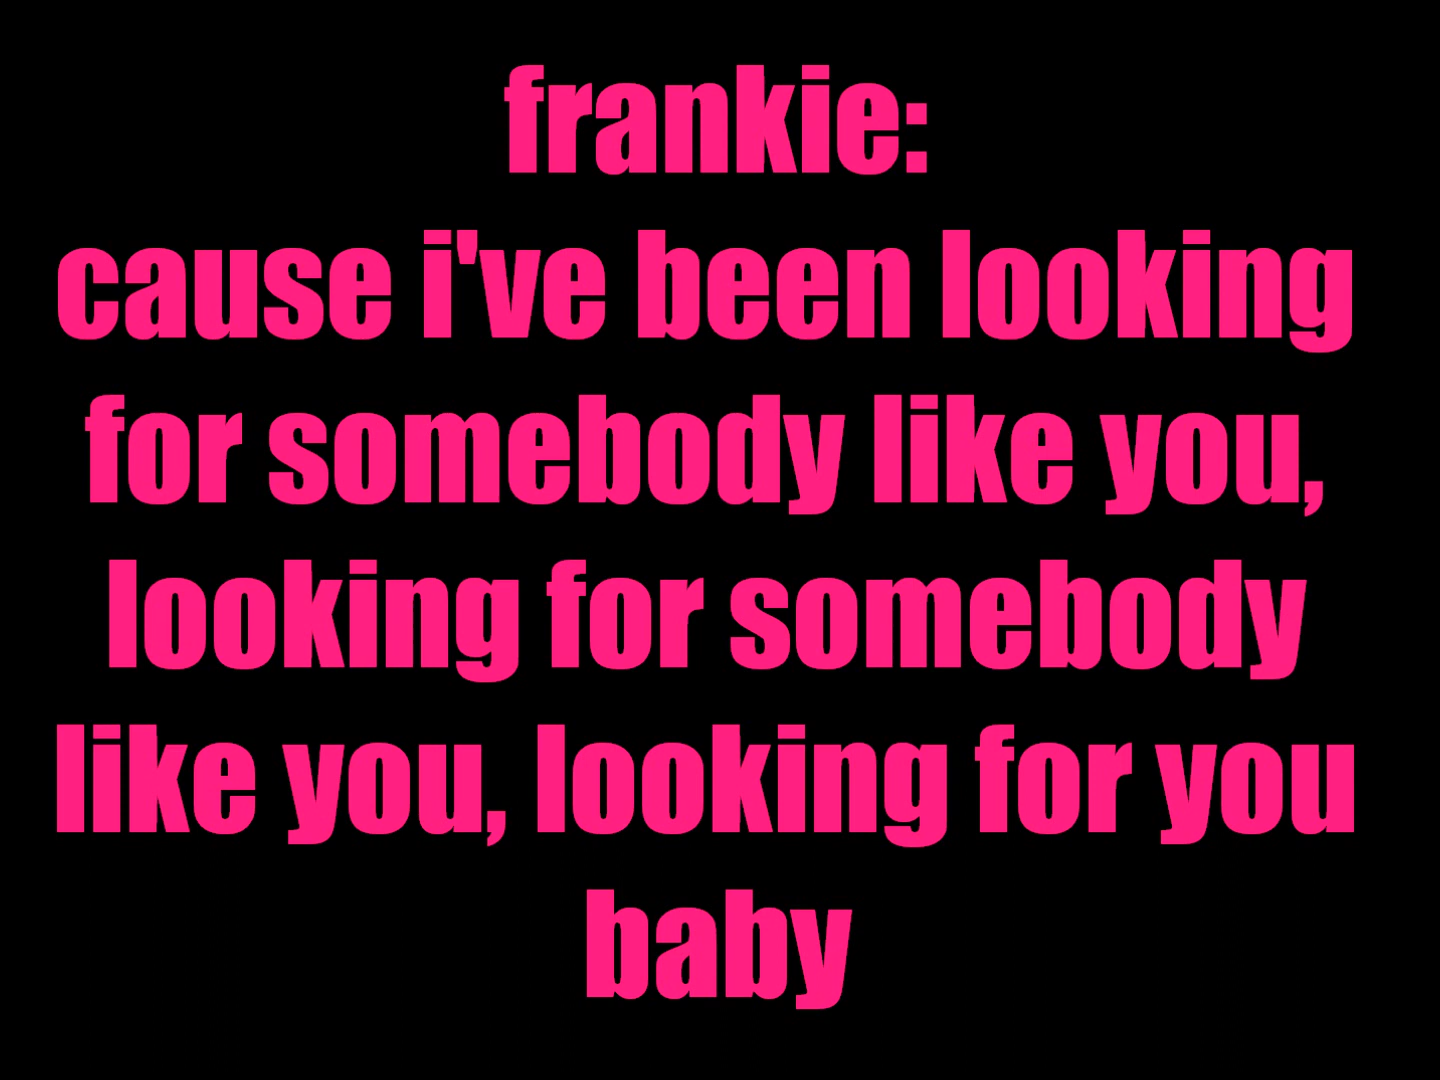 frankie:
cause i've been looking
for somebody like you,
looking for somebody
like you, looking for you
baby